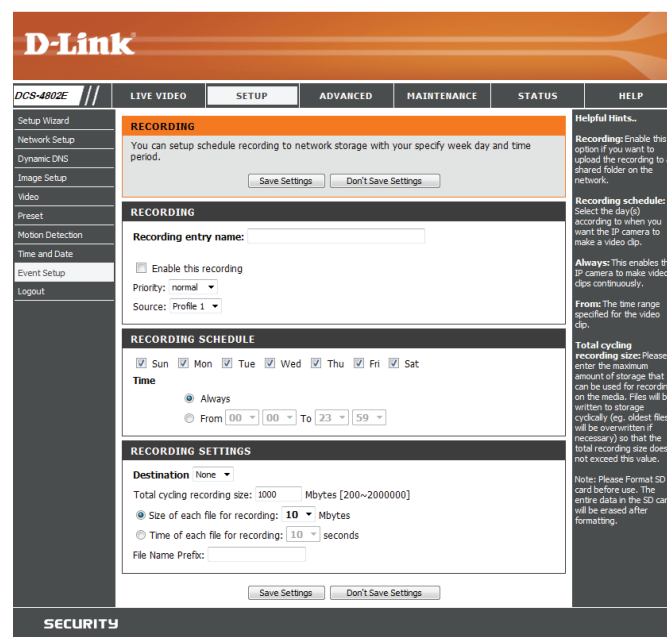 D-Link
DCS-4802E // LIVE VIDEO SETUP ADVANCED MAINTENANCE STATUS HELP
Setup Wizard
Network Setup
Dynamic DNS
Image Setup
Video
Preset
Motion Detection
Time and Date
Event Setup
Logout
RECORDING
You can setup schedule recording to network storage with your specify week day and time
period.
Save Settings Don't Save Settings
RECORDING
Recording entry name:
Enable this recording
Priority: normal
Source: Profile 1
RECORDING SCHEDULE
Sun Mon Tue Wed Thu Fri Sat
Time
Always
From 00 00 To 23 59
RECORDING SETTINGS
Destination None
Total cycling recording size: 1000 Mbytes [200~2000000]
Size of each file for recording: 10 Mbytes
Time of each file for recording: 10 seconds
File Name Prefix:
Save Settings Don't Save Settings
Helpful Hints..
Recording: Enable this
option if you want to
upload the recording to a
shared folder on the
network.
Recording schedule:
Select the day(s)
according to when you
want the IP camera to
make a video clip.
Always: This enables th
IP camera to make video
clips continuously.
From: The time range
specified for the video
clip.
Total cycling
recording size: Please
enter the maximum
amount of storage that
can be used for recordin
on the media. Files will b
written to storage
cyclically (eg. oldest files
will be overwritten if
necessary) so that the
total recording size does
not exceed this value.
Note: Please Format SD
card before use. The
entire data in the SD car
will be erased after
formatting.
SECURITY